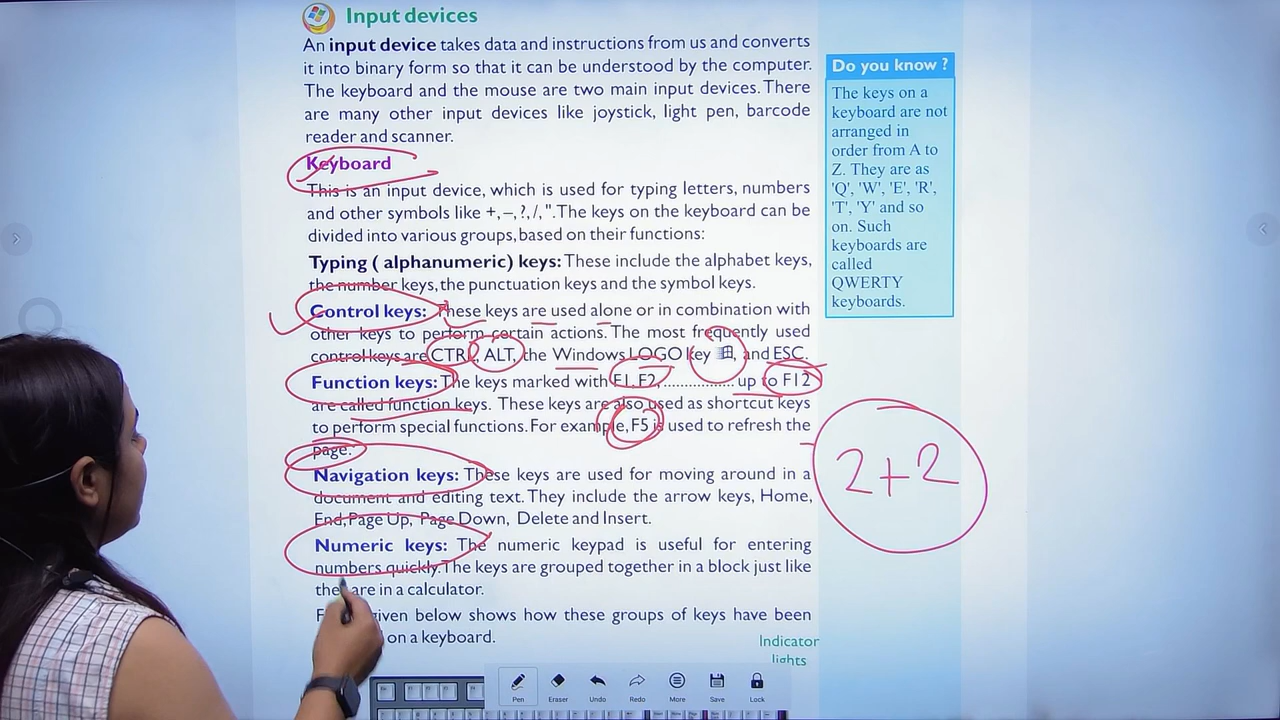 Input devices
An input device takes data and instructions from us and converts
it into binary form so that it can be understood by the computer.
The keyboard and the mouse are two main input devices. There
are many other input devices like joystick, light pen, barcode
reader and scanner.
Keyboard
This is an input device, which is used for typing letters, numbers
and other symbols like +, –, ?, /, ". The keys on the keyboard can be
divided into various groups, based on their functions:
Typing ( alphanumeric) keys: These include the alphabet keys,
the number keys, the punctuation keys and the symbol keys.
Control keys: These keys are used alone or in combination with
other keys to perform certain actions. The most frequently used
control keys are CTRL, ALT, the Windows LOGO key , and ESC.
Function keys: The keys marked with F1, F2, ................. up to F12
are called function keys. These keys are also used as shortcut keys
to perform special functions. For example, F5 is used to refresh the
page.
Navigation keys: These keys are used for moving around in a
document and editing text. They include the arrow keys, Home,
End, Page Up, Page Down, Delete and Insert.
Numeric keys: The numeric keypad is useful for entering
numbers quickly. The keys are grouped together in a block just like
they are in a calculator.
given below shows how these groups of keys have been
on a keyboard.
Indicator
lights
Do you know ?
The keys on a
keyboard are not
arranged in
order from A to
Z. They are as
'Q', 'W', 'E', 'R',
'T', 'Y' and so
on. Such
keyboards are
called
QWERTY
keyboards.
2+2
Pen Eraser Undo Redo More Save Lock